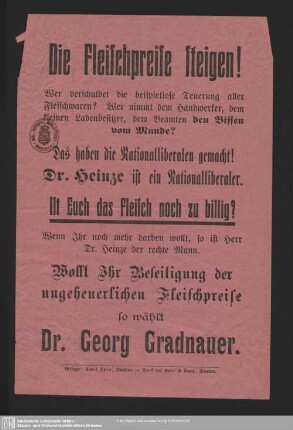 Die Fleischpreise steigen!
Wer verschuldet die beispiellose Teuerung aller
Fleischwaren? Wer nimmt dem Handwerker, dem
kleinen Ladenbesitzer, dem Beamten den Bissen
vom Munde?
Das haben die Nationalliberalen gemacht!
Dr. Heinze ist ein Nationalliberaler.
Ist Euch das Fleisch noch zu billig?
Wenn Ihr noch mehr darben wollt, so ist Herr
Dr. Heinze der rechte Mann.
Wollt Ihr Beseitigung der
ungeheuerlichen Fleischpreise
so wählt
Dr. Georg Gradnauer.
Dresden